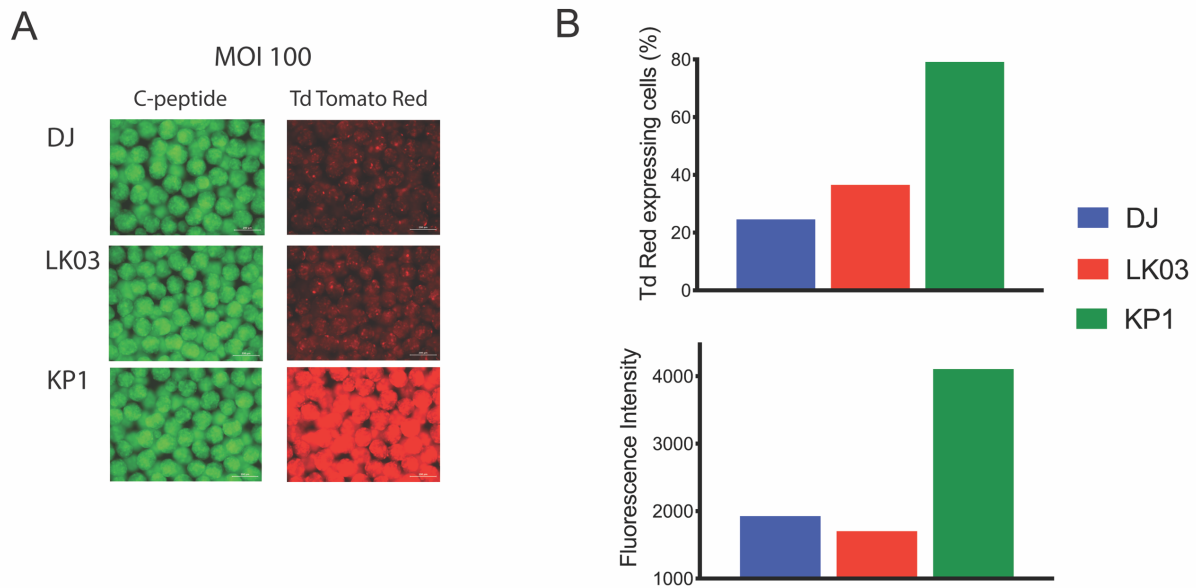 A
MOI 100
C-peptide
Td Tomato Red
DJ
LK03
KP1
B
Td Red expressing cells (%)
80
60
40
20
0
Fluorescence Intensity
4000
3000
2000
1000
DJ
LK03
KP1